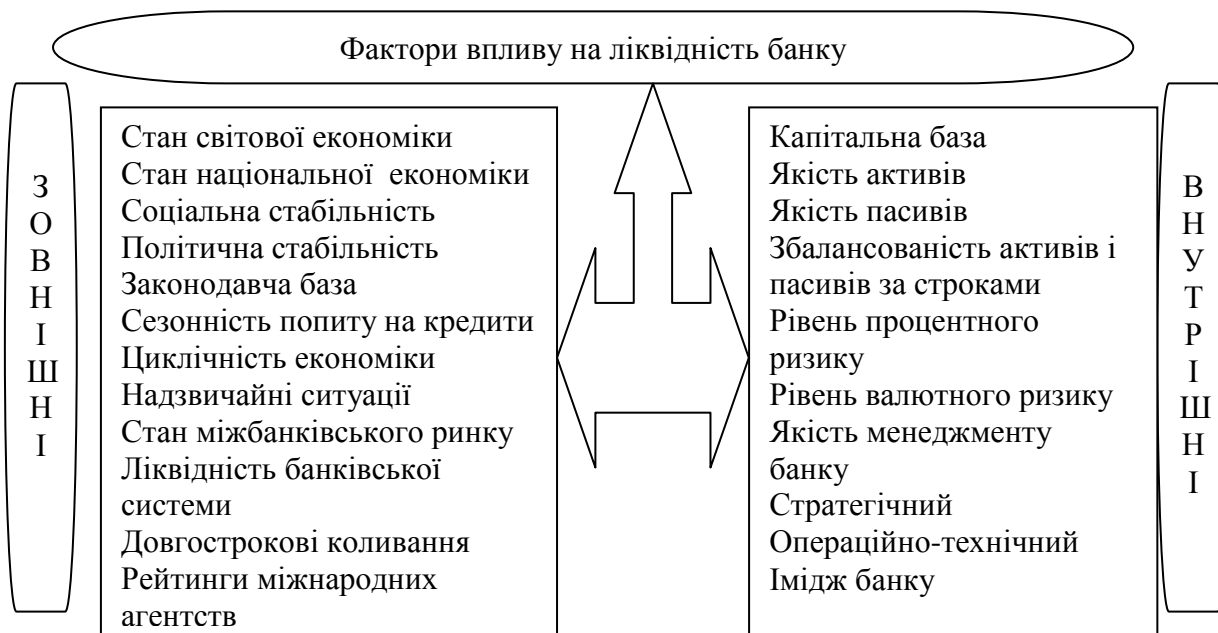 Фактори впливу на ліквідність банку
ЗОВНІШНІ
Стан світової економіки
Стан національної економіки
Соціальна стабільність
Політична стабільність
Законодавча база
Сезонність попиту на кредити
Циклічність економіки
Надзвичайні ситуації
Стан міжбанківського ринку
Ліквідність банківської
системи
Довгострокові коливання
Рейтинги міжнародних
агентств
Капітальна база
Якість активів
Якість пасивів
Збалансованість активів і
пасивів за строками
Рівень процентного
ризику
Рівень валютного ризику
Якість менеджменту
банку
Стратегічний
Операційно-технічний
Імідж банку
ВНУТРІШНІ